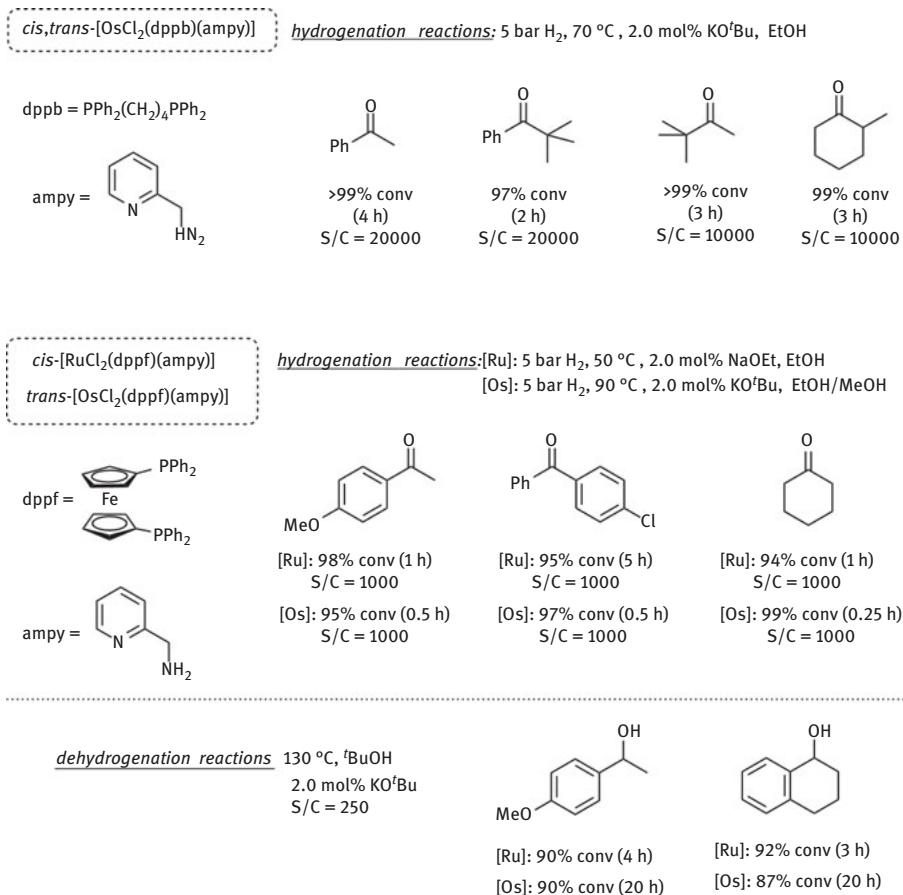 cis,trans-[OsCl₂(dppb)(ampy)]
hydrogenation reactions: 5 bar H₂, 70 °C , 2.0 mol% KOᵗBu, EtOH
dppb = PPh₂(CH₂)₄PPh₂
ampy =
N
HN₂
O
Ph
>99% conv
(4 h)
S/C = 20000
O
Ph
97% conv
(2 h)
S/C = 20000
O
>99% conv
(3 h)
S/C = 10000
O
99% conv
(3 h)
S/C = 10000
cis-[RuCl₂(dppf)(ampy)]
trans-[OsCl₂(dppf)(ampy)]
hydrogenation reactions:[Ru]: 5 bar H₂, 50 °C , 2.0 mol% NaOEt, EtOH
[Os]: 5 bar H₂, 90 °C , 2.0 mol% KOᵗBu, EtOH/MeOH
dppf =
PPh₂
Fe
PPh₂
ampy =
N
NH₂
O
MeO
[Ru]: 98% conv (1 h)
S/C = 1000
[Os]: 95% conv (0.5 h)
S/C = 1000
O
Ph
Cl
[Ru]: 95% conv (5 h)
S/C = 1000
[Os]: 97% conv (0.5 h)
S/C = 1000
O
[Ru]: 94% conv (1 h)
S/C = 1000
[Os]: 99% conv (0.25 h)
S/C = 1000
dehydrogenation reactions 130 °C, ᵗBuOH
2.0 mol% KOᵗBu
S/C = 250
OH
MeO
[Ru]: 90% conv (4 h)
[Os]: 90% conv (20 h)
OH
[Ru]: 92% conv (3 h)
[Os]: 87% conv (20 h)